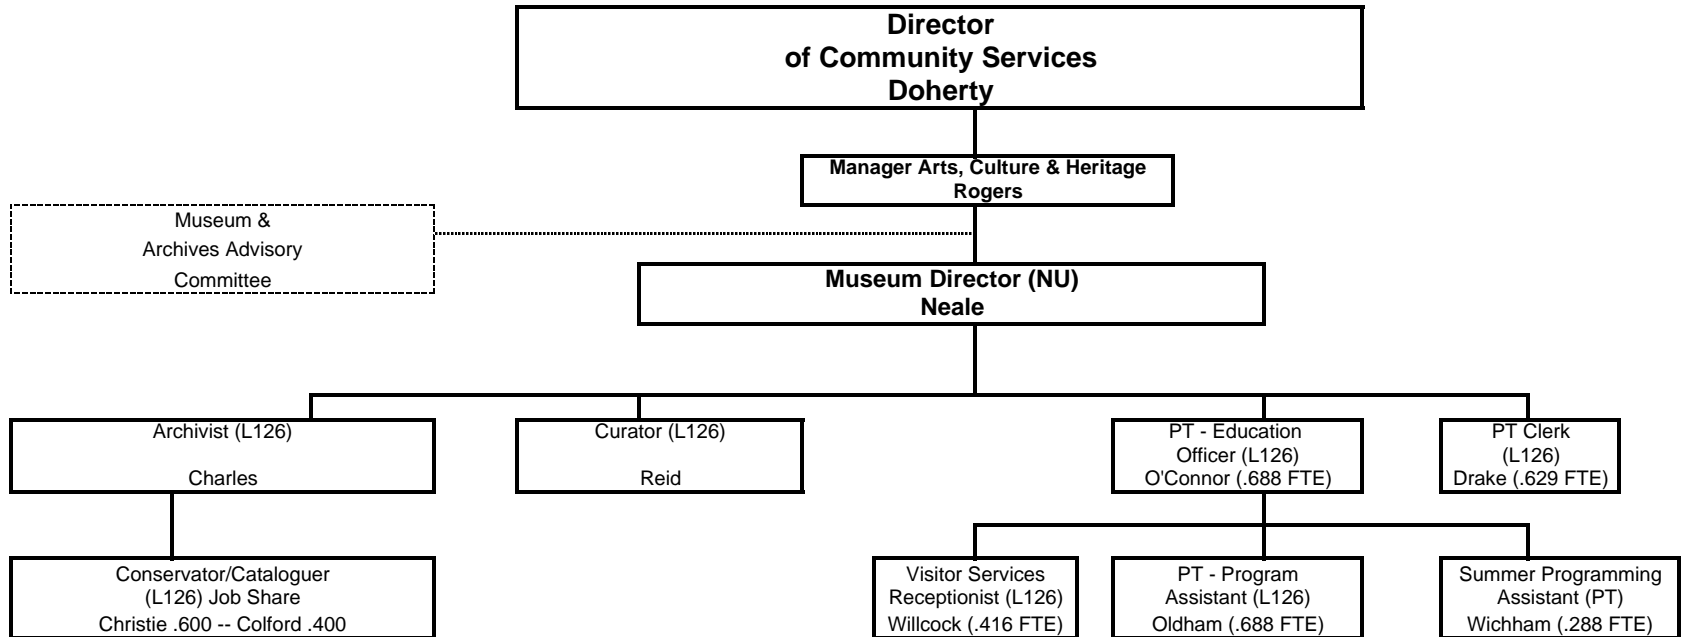 Director
of Community Services
Doherty
Manager Arts, Culture & Heritage
Rogers
Museum &
Archives Advisory
Committee
Museum Director (NU)
Neale
Archivist (L126)
Charles
Curator (L126)
Reid
PT - Education
Officer (L126)
O'Connor (.688 FTE)
PT Clerk
(L126)
Drake (.629 FTE)
Conservator/Cataloguer
(L126) Job Share
Christie .600 -- Colford .400
Visitor Services
Receptionist (L126)
Willcock (.416 FTE)
PT - Program
Assistant (L126)
Oldham (.688 FTE)
Summer Programming
Assistant (PT)
Wichham (.288 FTE)